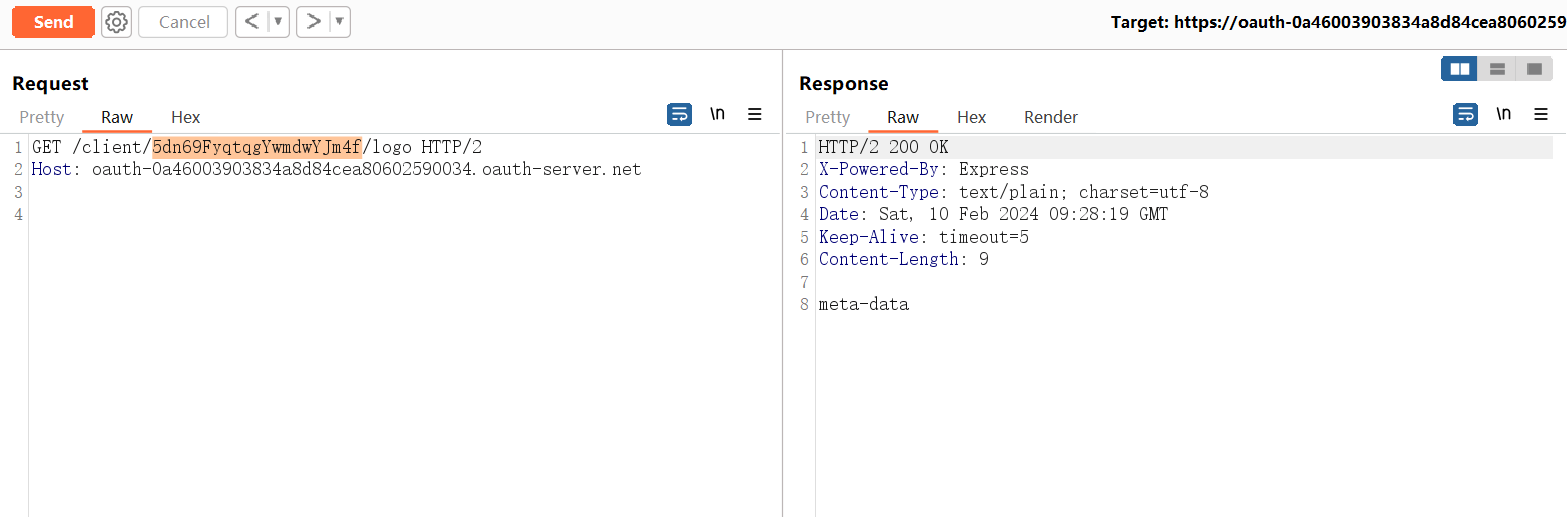 Send Cancel < ▼ > ▼ Target: https://oauth-0a46003903834a8d84cea8060259
Request
Pretty Raw Hex \n
1 GET /client/5dn69FyqtqgYwmdwYJm4f/logo HTTP/2
2 Host: oauth-0a46003903834a8d84cea80602590034.oauth-server.net
3
4
Response
Pretty Raw Hex Render \n
1 HTTP/2 200 OK
2 X-Powered-By: Express
3 Content-Type: text/plain; charset=utf-8
4 Date: Sat, 10 Feb 2024 09:28:19 GMT
5 Keep-Alive: timeout=5
6 Content-Length: 9
7
8 meta-data